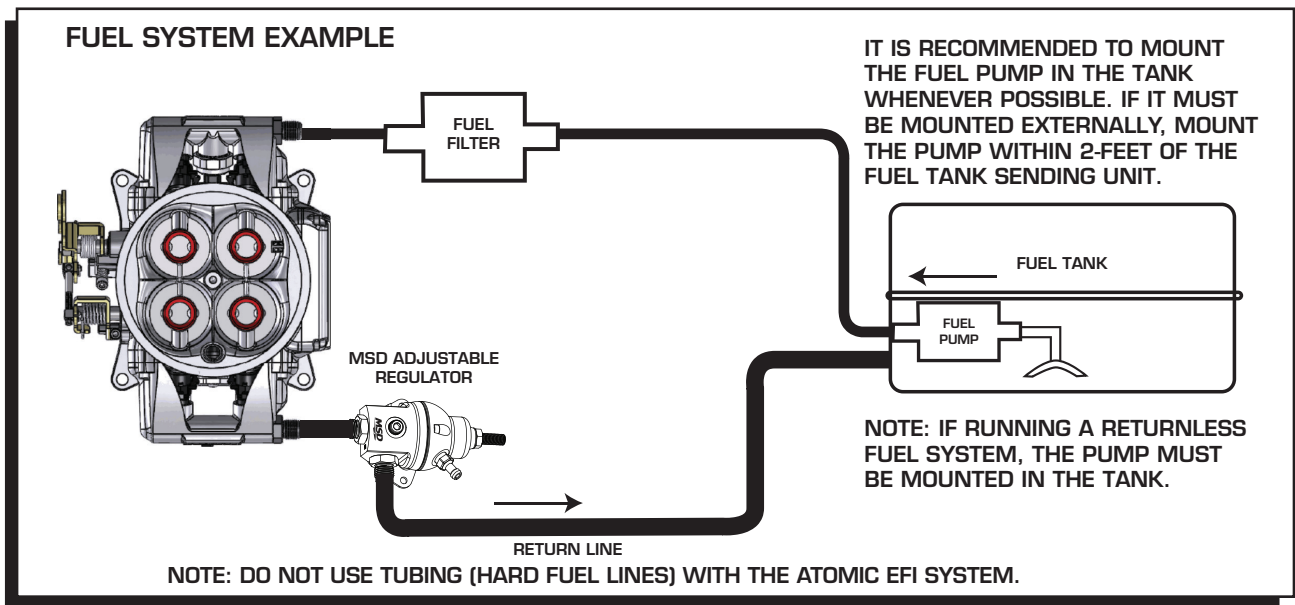 FUEL SYSTEM EXAMPLE
IT IS RECOMMENDED TO MOUNT
THE FUEL PUMP IN THE TANK
WHENEVER POSSIBLE. IF IT MUST
BE MOUNTED EXTERNALLY, MOUNT
THE PUMP WITHIN 2-FEET OF THE
FUEL TANK SENDING UNIT.
FUEL
FILTER
FUEL TANK
FUEL
PUMP
MSD ADJUSTABLE
REGULATOR
MSD
NOTE: IF RUNNING A RETURNLESS
FUEL SYSTEM, THE PUMP MUST
BE MOUNTED IN THE TANK.
RETURN LINE
NOTE: DO NOT USE TUBING (HARD FUEL LINES) WITH THE ATOMIC EFI SYSTEM.